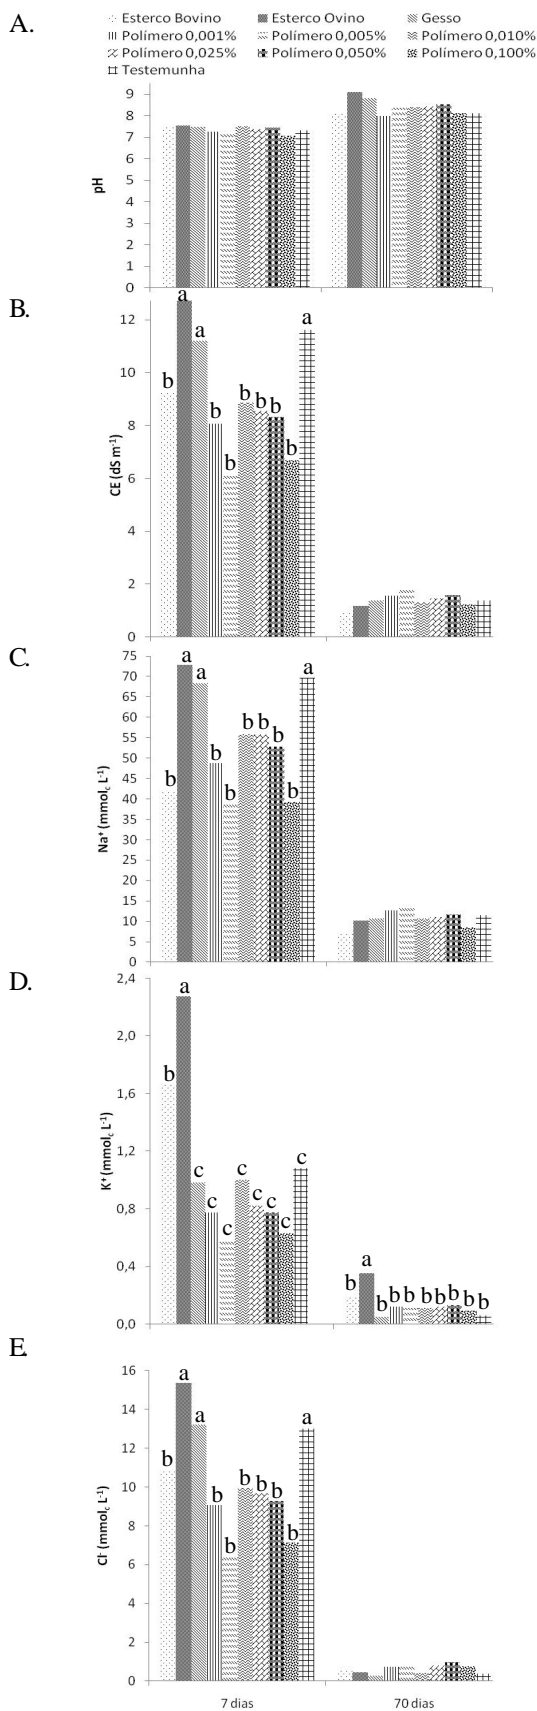 A.
Esterco Bovino Esterco Ovino Gesso
Polímero 0,001% Polímero 0,005% Polímero 0,010%
Polímero 0,025% Polímero 0,050% Polímero 0,100%
Testemunha
pH
9
8
7
6
5
4
3
2
1
0
B.
CE (dS m⁻¹)
12
10
8
6
4
2
0
b a a b b b b b b a
C.
Na⁺ (mmolc L⁻¹)
75
70
65
60
55
50
45
40
35
30
25
20
15
10
5
0
b a a b b b b b b a
D.
K⁺ (mmolc L⁻¹)
2,4
2,0
1,6
1,2
0,8
0,4
0,0
b a c c c c c c c c
b a b b b b b b b b
E.
Cl⁻ (mmolc L⁻¹)
16
14
12
10
8
6
4
2
0
b a a b b b b b b a
7 dias 70 dias